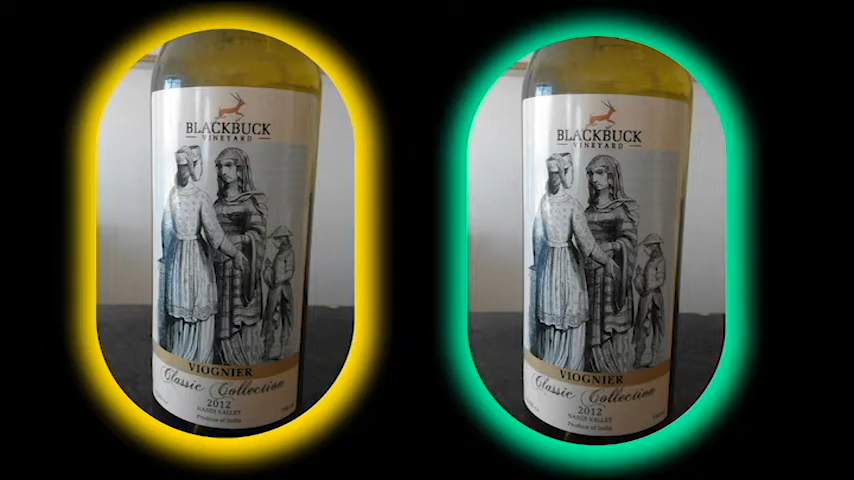 BLACKBUCK
VINEYARD
VIOGNIER
Classic Collection
2012
NANDI VALLEY
Produce of India
BLACKBUCK
VINEYARD
VIOGNIER
Classic Collection
2012
NANDI VALLEY
Produce of India